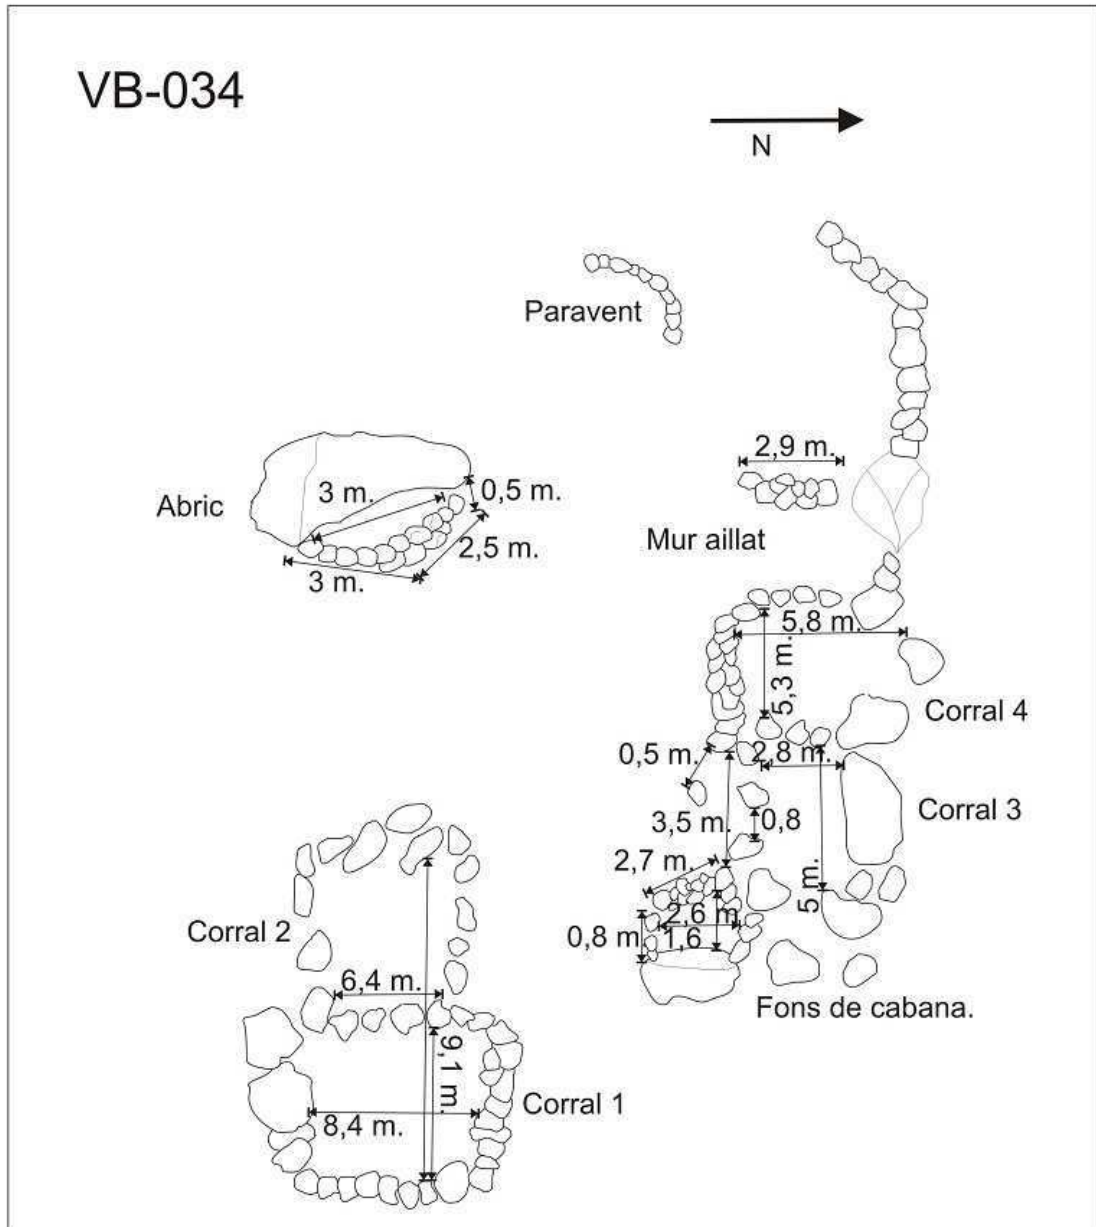 VB-034
N
Paravent
2,9 m.
Abric
3 m.
0,5 m.
2,5 m.
3 m.
Mur aillat
5,8 m.
5,3 m.
Corral 4
0,5 m.
2,8 m.
Corral 3
3,5 m.
0,8
2,7 m.
5 m.
2,6 m
0,8 m.
1,6
Corral 2
6,4 m.
Fons de cabana.
9,1 m.
Corral 1
8,4 m.